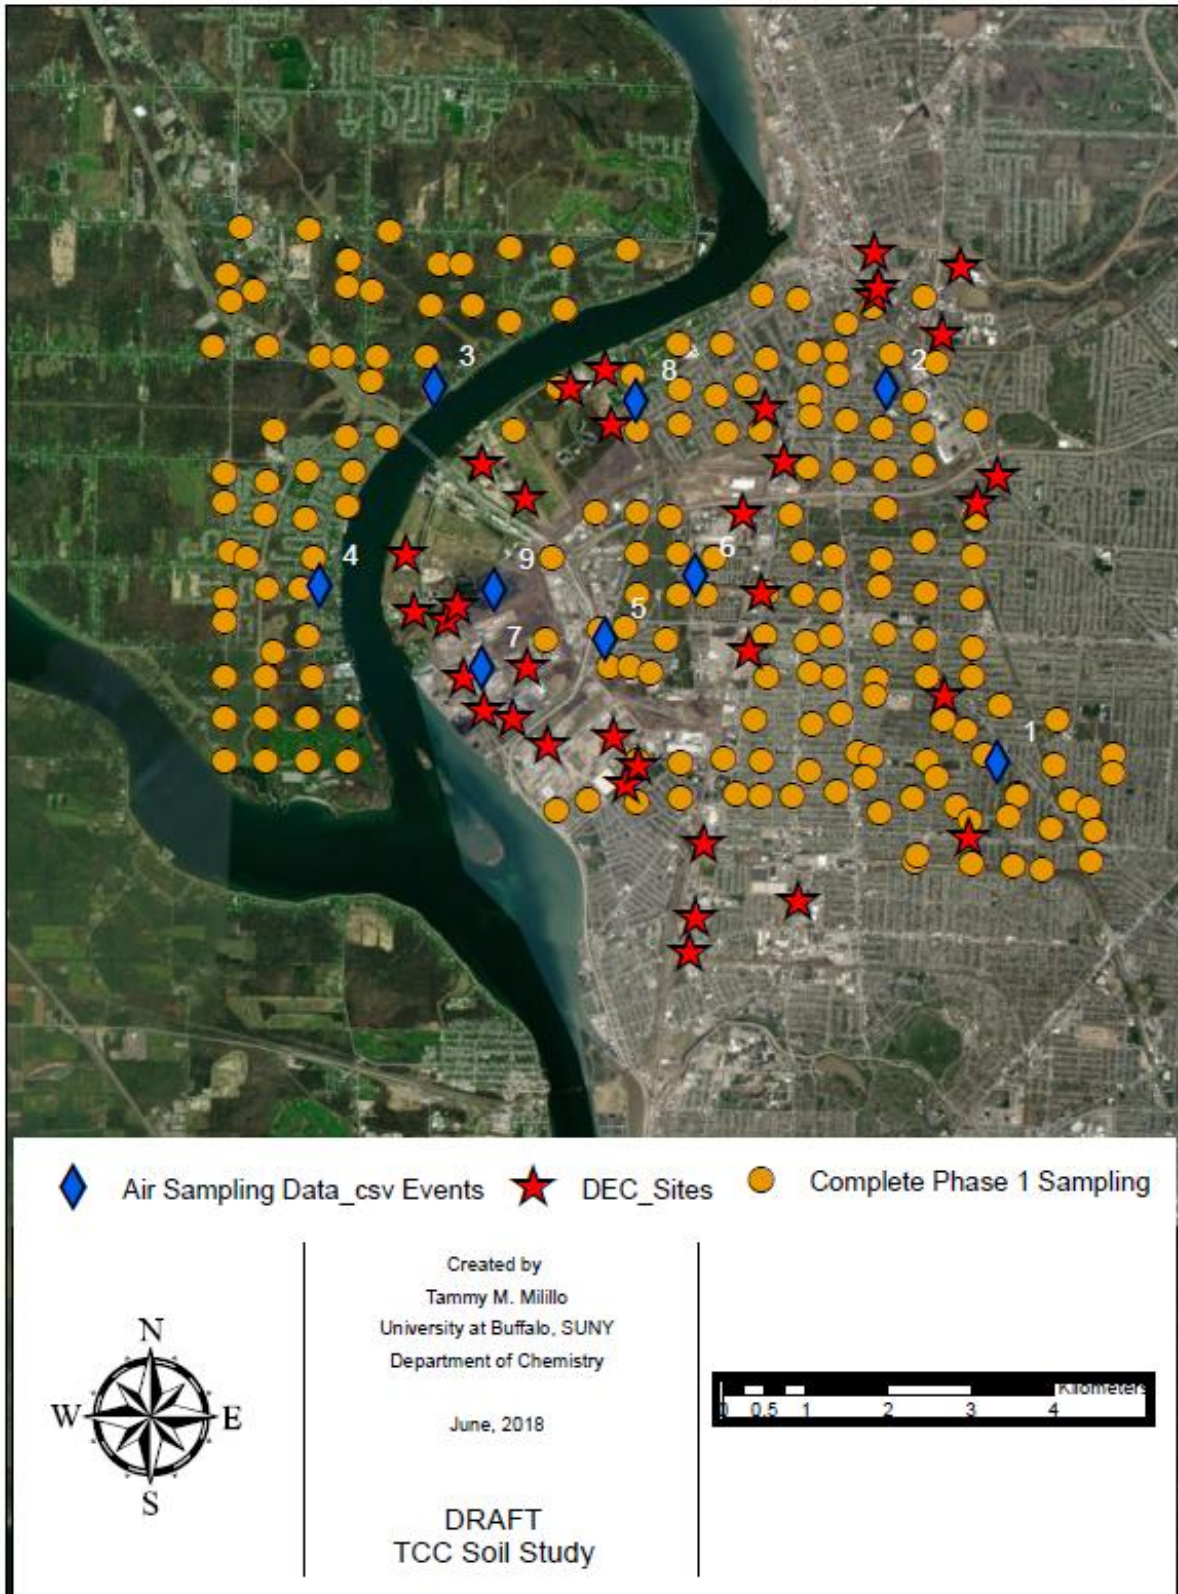 3
8
2
4
9
6
5
7
1
Air Sampling Data_csv Events
DEC_Sites
Complete Phase 1 Sampling
N
W
E
S
Created by
Tammy M. Milillo
University at Buffalo, SUNY
Department of Chemistry
June, 2018
DRAFT
TCC Soil Study
Kilometers
0 0.5 1 2 3 4